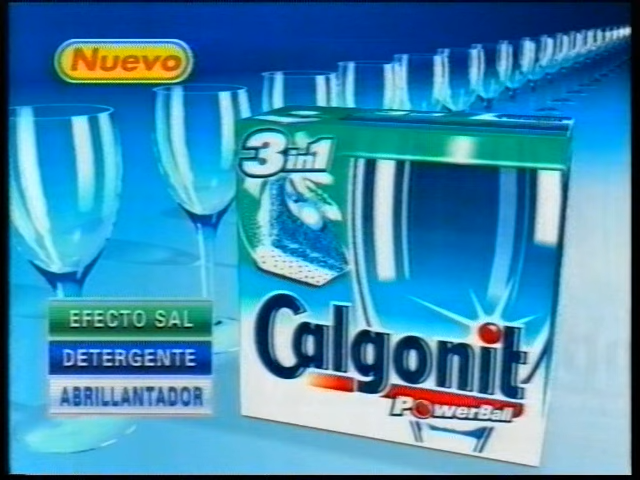 Nuevo
3in1
EFECTO SAL
DETERGENTE
ABRILLANTADOR
Calgonit
PowerBall